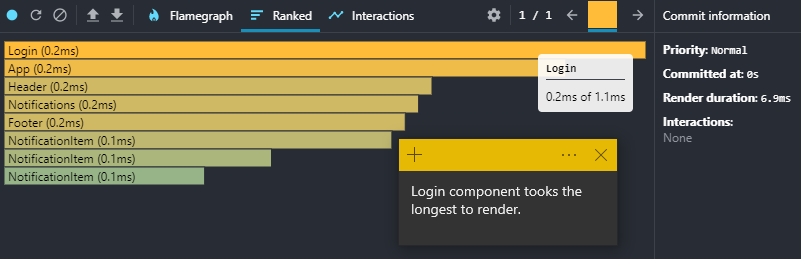 Flamegraph Ranked Interactions 1 / 1 Commit information
Login (0.2ms)
App (0.2ms)
Header (0.2ms)
Notifications (0.2ms)
Footer (0.2ms)
NotificationItem (0.1ms)
NotificationItem (0.1ms)
NotificationItem (0.1ms)
Login
0.2ms of 1.1ms
Login component tooks the
longest to render.
Priority: Normal
Committed at: 0s
Render duration: 6.9ms
Interactions:
None